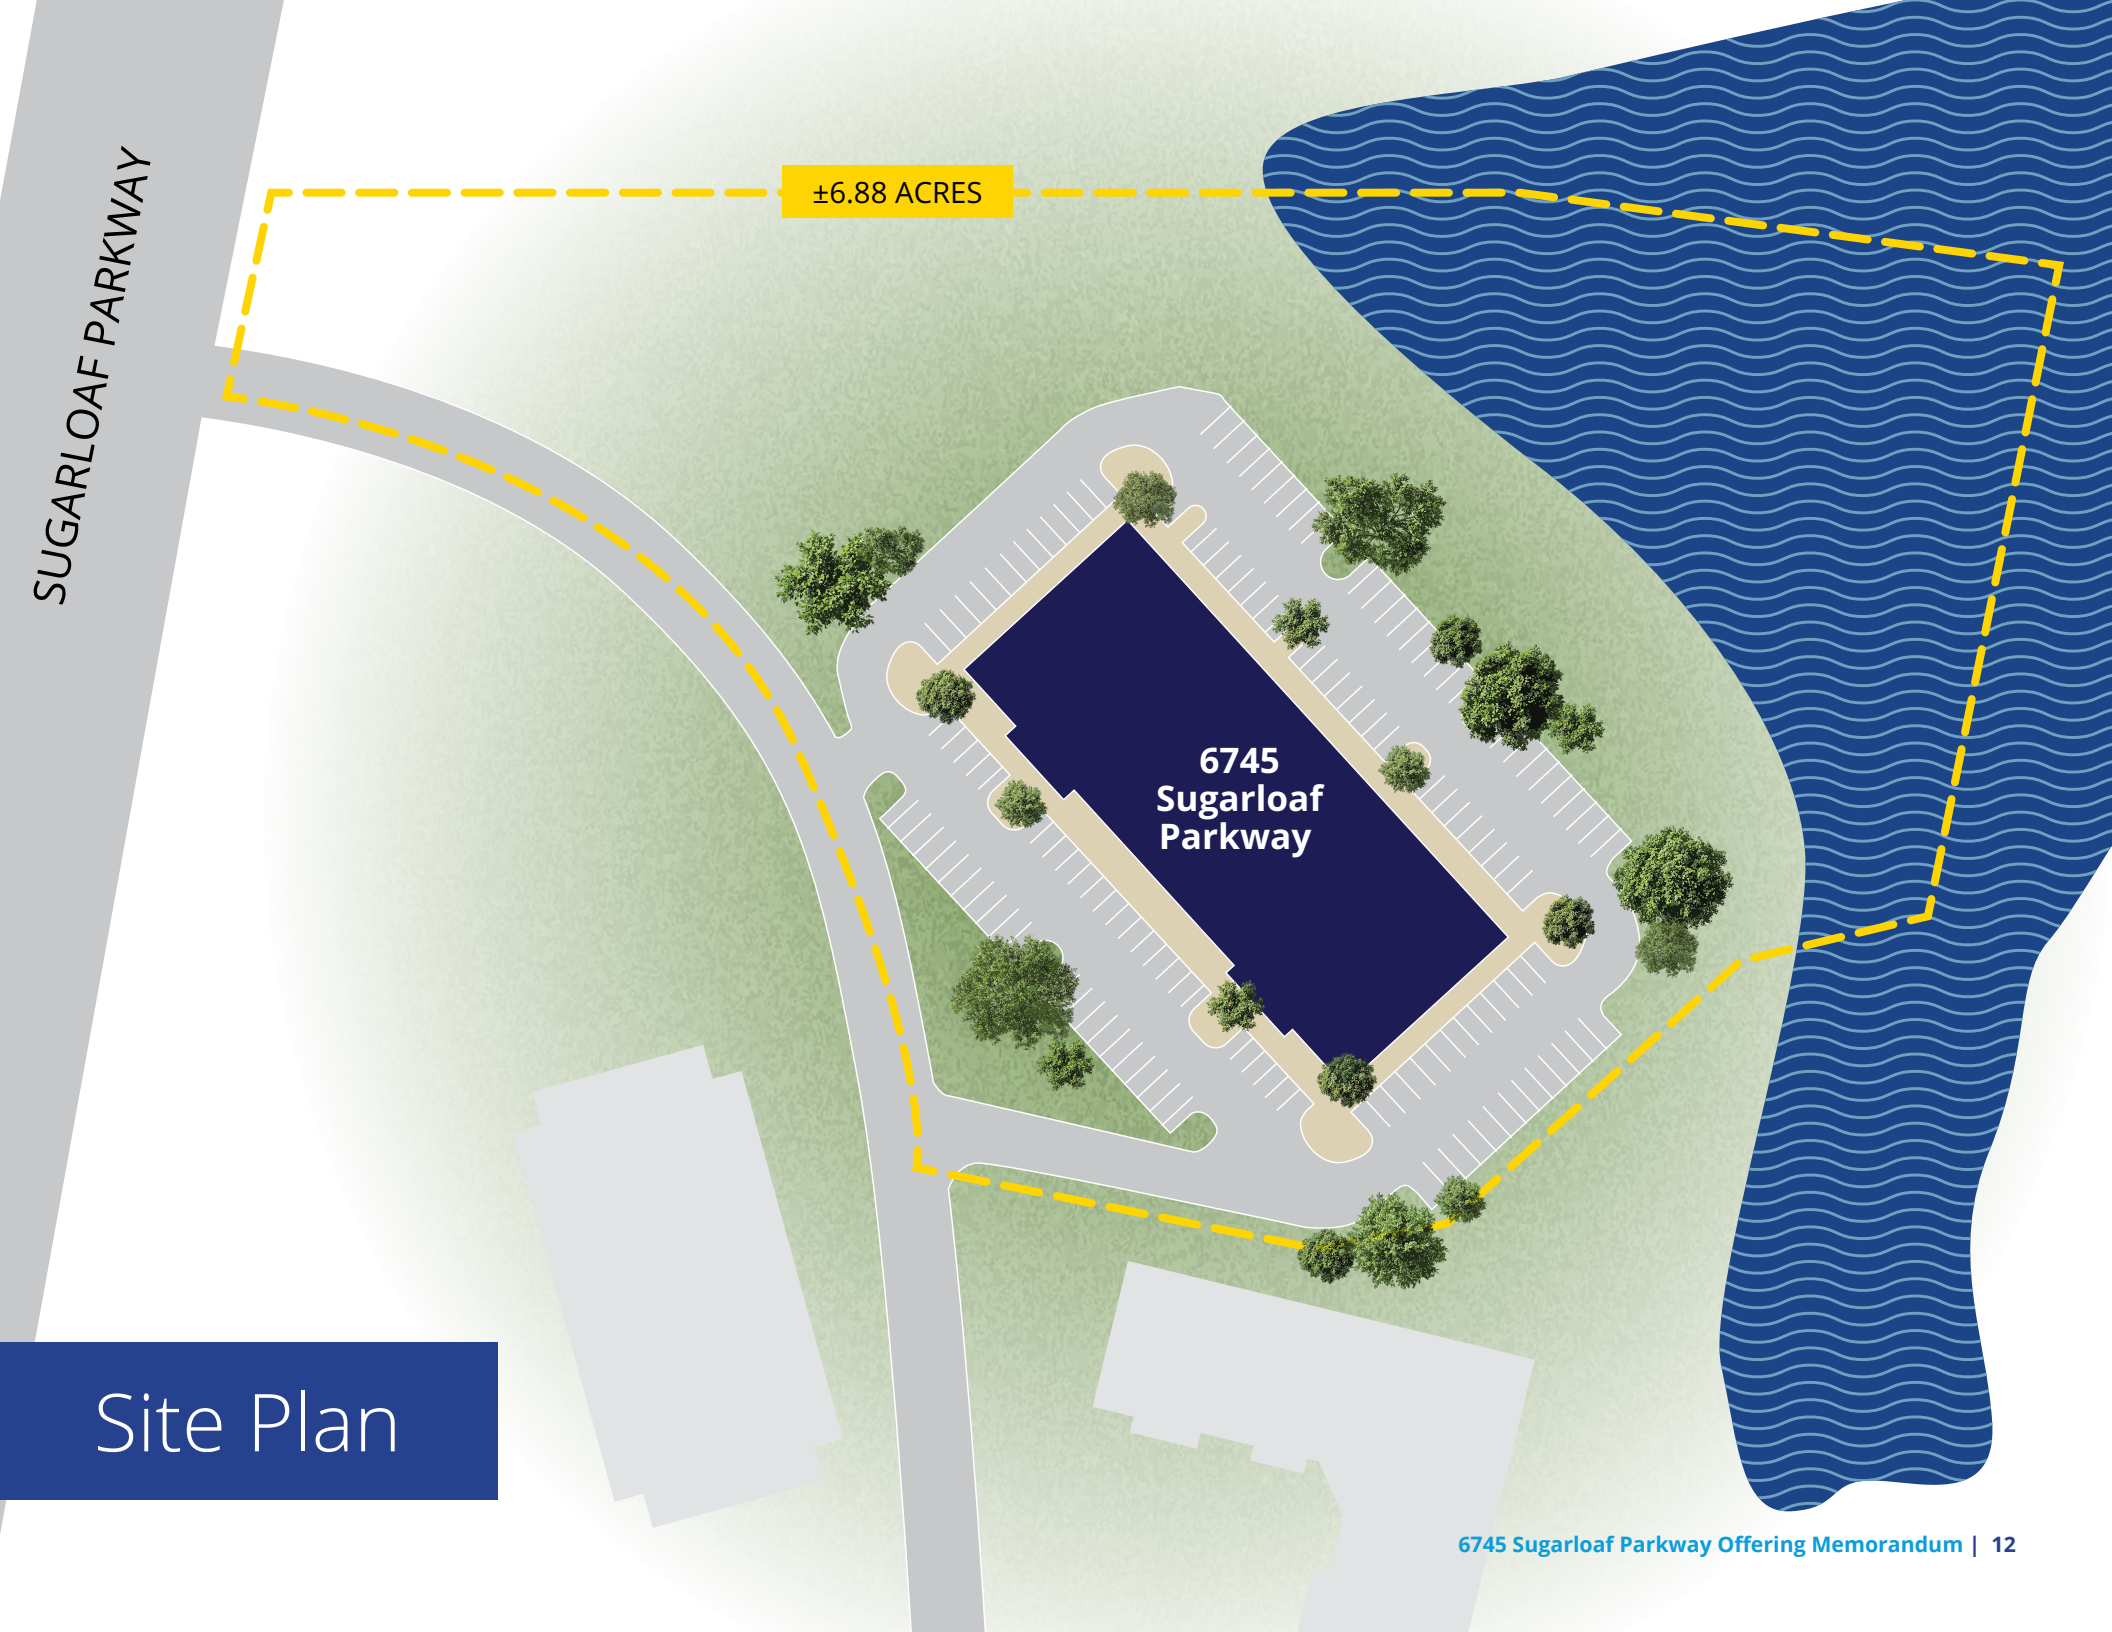 ±6.88 ACRES
SUGARLOAF PARKWAY
6745
Sugarloaf
Parkway
Site Plan
6745 Sugarloaf Parkway Offering Memorandum | 12